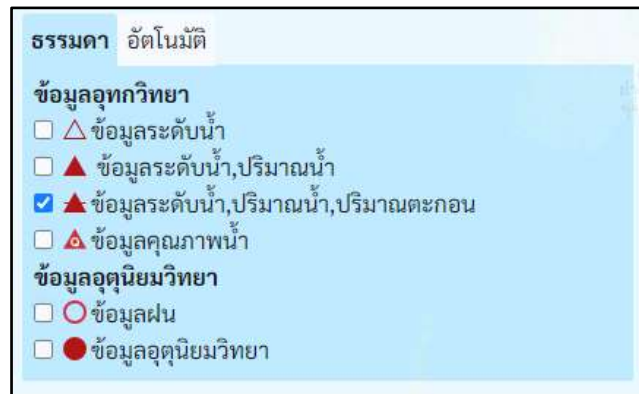 ธรรมดา อัตโนมัติ
ข้อมูลอุทกวิทยา
ข้อมูลระดับน้ำ
ข้อมูลระดับน้ำ,ปริมาณน้ำ
ข้อมูลระดับน้ำ,ปริมาณน้ำ,ปริมาณตะกอน
ข้อมูลคุณภาพน้ำ
ข้อมูลอุตุนิยมวิทยา
ข้อมูลฝน
ข้อมูลอุตุนิยมวิทยา